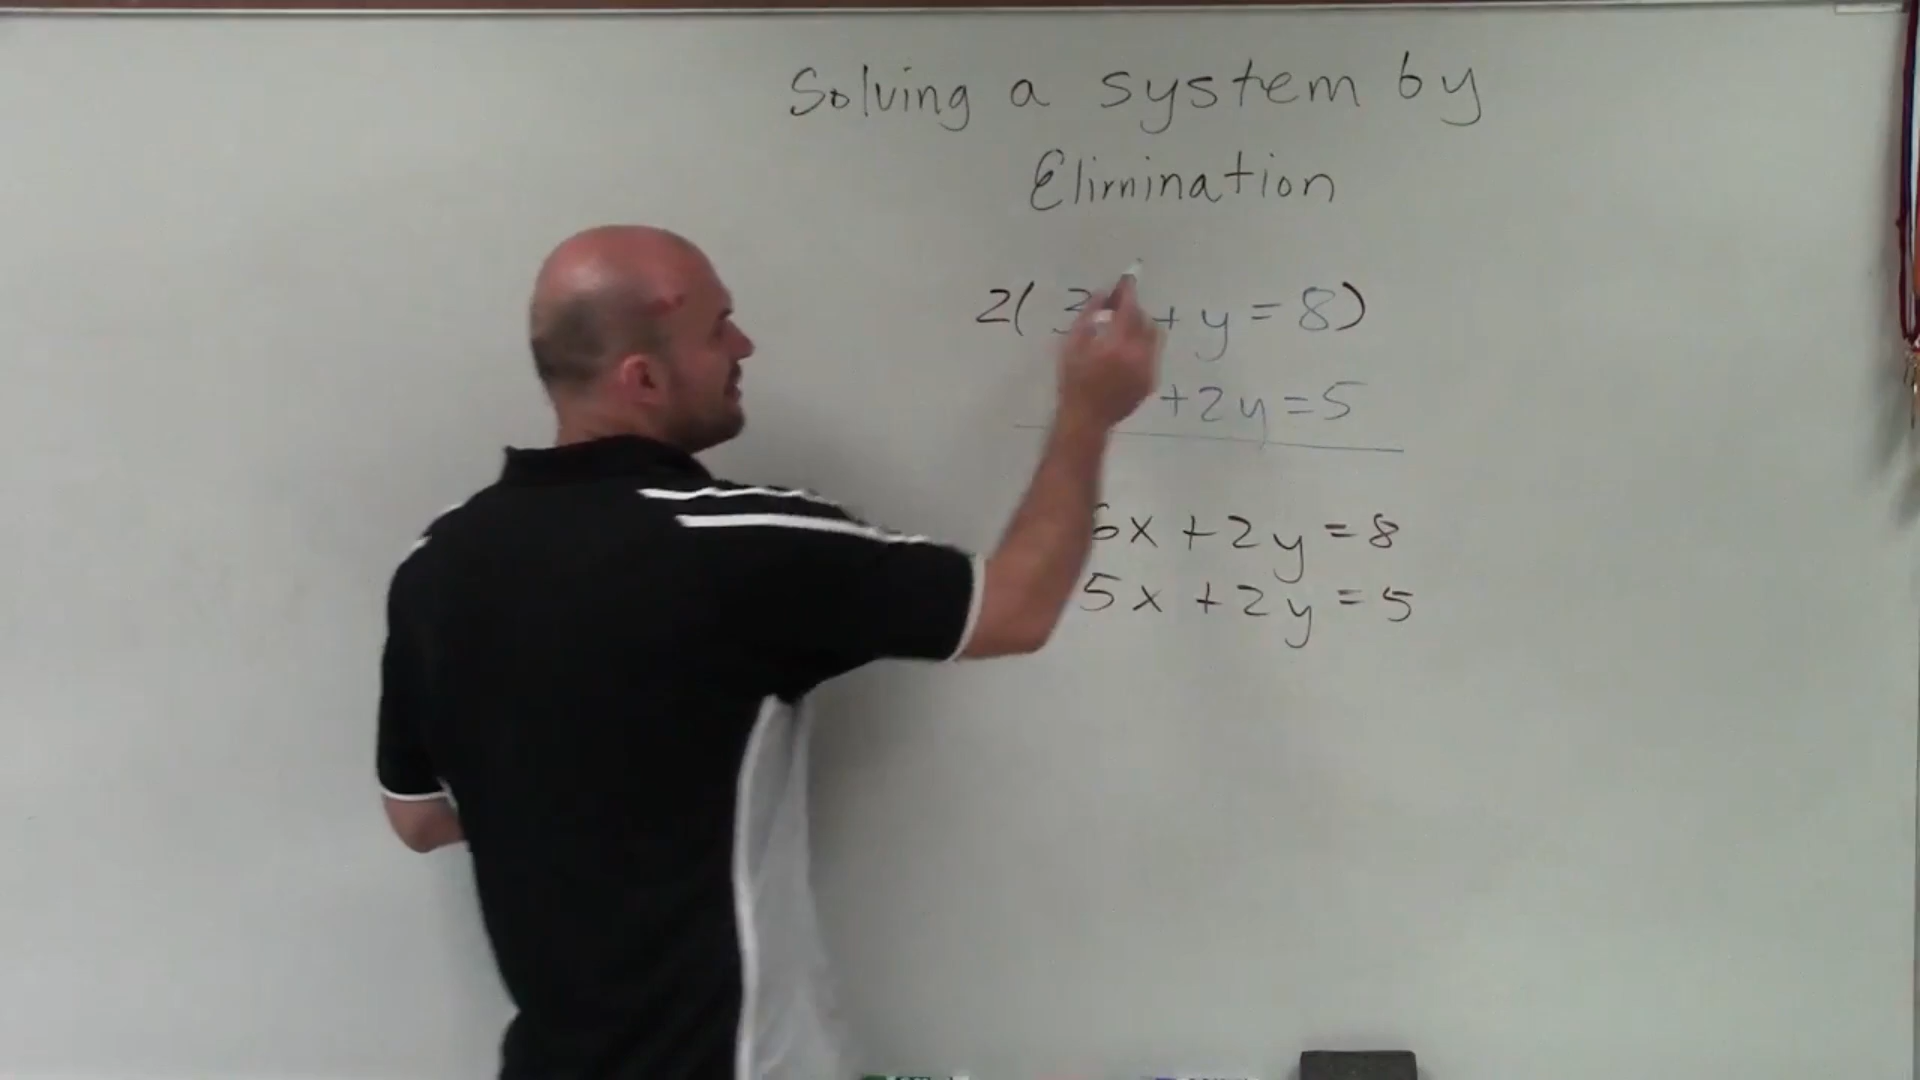 Solving a system by
Elimination
2( 3 + y = 8)
+2y = 5
6x + 2y = 8
5x + 2y = 5